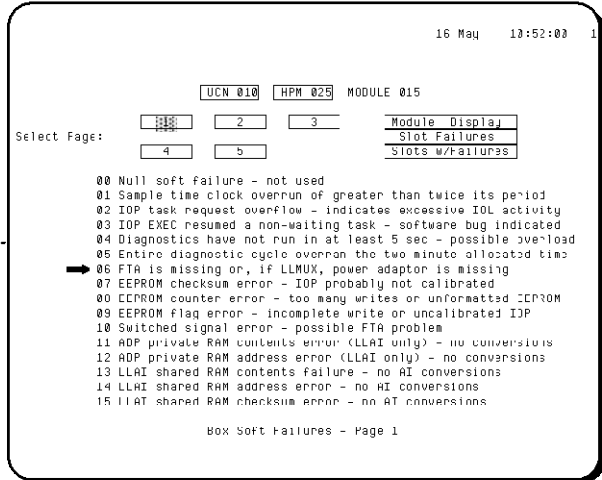 16 May 10:52:00 1
UCN 010 HPM 025 MODULE 015
1 2 3 Module Display
Select Page: Slot Failures
4 5 Slots w/Failures
00 Null soft failure - not used
01 Sample time clock overrun of greater than twice its period
02 IOP task request overflow - indicates excessive IOL activity
03 IOP EXEC resumed a non-waiting task - software bug indicated
04 Diagnostics have not run in at least 5 sec - possible overload
05 Entire diagnostic cycle overran the two minute allocated time
06 FTA is missing or, if LLMUX, power adaptor is missing
07 EEPROM checksum error - IOP probably not calibrated
08 EEPROM counter error - too many writes or unformatted EEPROM
09 EEPROM flag error - incomplete write or uncalibrated IOP
10 Switched signal error - possible FTA problem
11 ADP private RAM contents error (LLAI only) - no conversions
12 ADP private RAM address error (LLAI only) - no conversions
13 LLAI shared RAM contents failure - no AI conversions
14 LLAI shared RAM address error - no AI conversions
15 LLAI shared RAM checksum error - no AI conversions
Box Soft Failures - Page 1